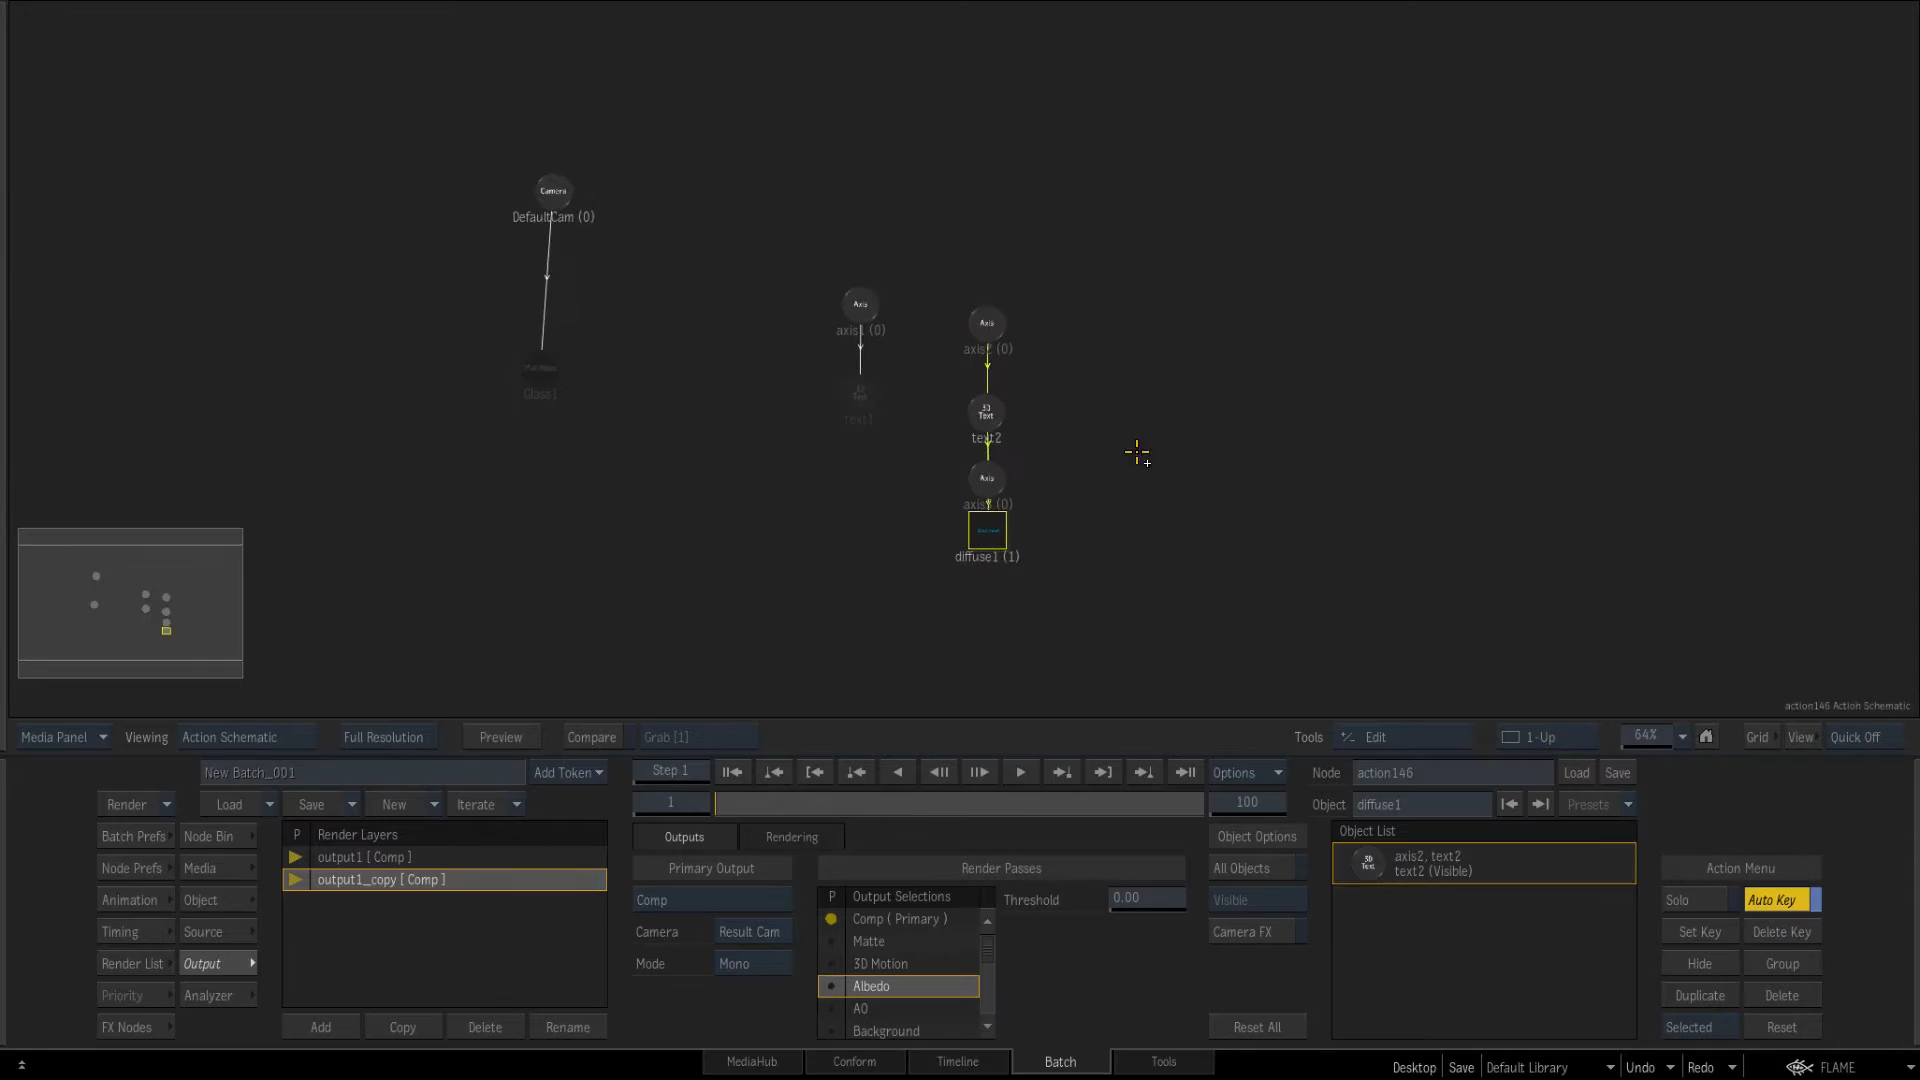 Camera
DefaultCam (0)
Axis
axis1 (0)
Axis
axis2 (0)
Glass1
3D
Text
text1
3D
Text
text2
Axis
axis3 (0)
diffuse1 (1)
action146 Action Schematic
Media Panel
Viewing
Action Schematic
Full Resolution
Preview
Compare
Grab [1]
Tools
Edit
1-Up
64%
Grid
View
Quick Off
New Batch_001
Add Token
Step 1
Options
Node
action146
Load
Save
Render
Load
Save
New
Iterate
1
100
Object
diffuse1
Presets
Batch Prefs
Node Bin
P
Render Layers
Outputs
Rendering
Object Options
Object List
output1 [ Comp ]
output1_copy [ Comp ]
Node Prefs
Media
Primary Output
Render Passes
All Objects
3D
Text
axis2, text2
text2 (Visible)
Action Menu
Animation
Object
Comp
P
Output Selections
Threshold
0.00
Visible
Solo
Auto Key
Comp ( Primary )
Timing
Source
Camera
Result Cam
Matte
Camera FX
Set Key
Delete Key
Render List
Output
Mode
Mono
3D Motion
Hide
Group
Albedo
Priority
Analyzer
AO
Duplicate
Delete
FX Nodes
Add
Copy
Delete
Rename
Background
Reset All
Selected
Reset
MediaHub
Conform
Timeline
Batch
Tools
Desktop
Save
Default Library
Undo
Redo
FLAME